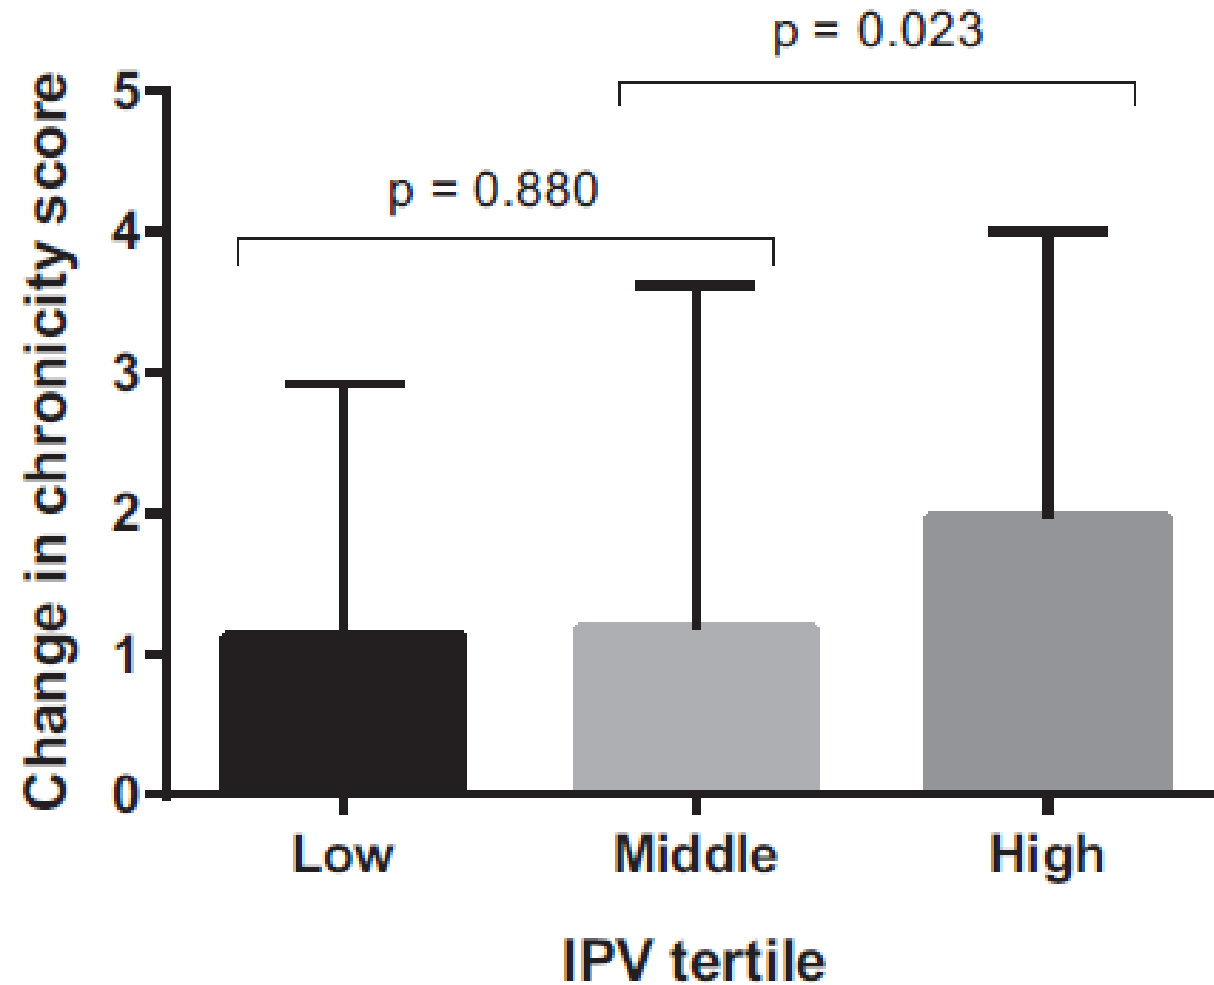 p = 0.023
p = 0.880
Change in chronicity score
5
4
3
2
1
0
Low Middle High
IPV tertile